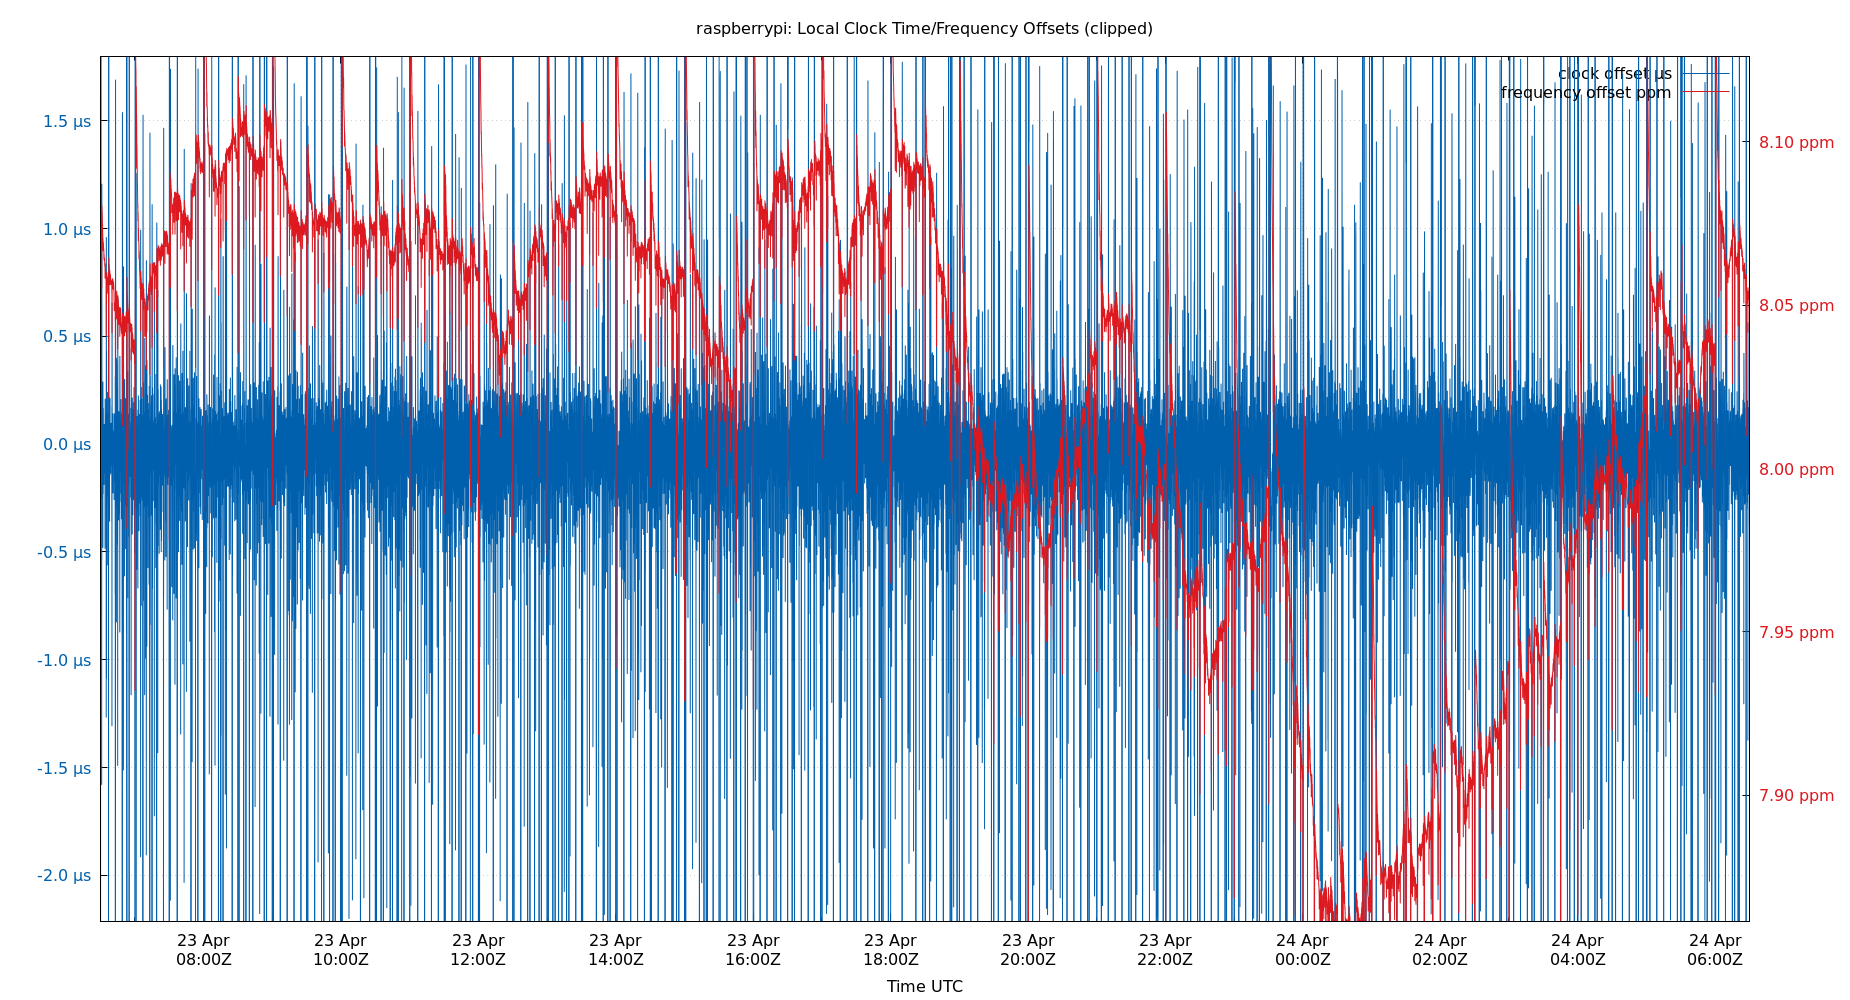 raspberrypi: Local Clock Time/Frequency Offsets (clipped)
clock offset µs
frequency offset ppm
1.5 µs
1.0 µs
0.5 µs
0.0 µs
-0.5 µs
-1.0 µs
-1.5 µs
-2.0 µs
8.10 ppm
8.05 ppm
8.00 ppm
7.95 ppm
7.90 ppm
23 Apr 23 Apr 23 Apr 23 Apr 23 Apr 23 Apr 23 Apr 23 Apr 24 Apr 24 Apr 24 Apr 24 Apr
08:00Z 10:00Z 12:00Z 14:00Z 16:00Z 18:00Z 20:00Z 22:00Z 00:00Z 02:00Z 04:00Z 06:00Z
Time UTC